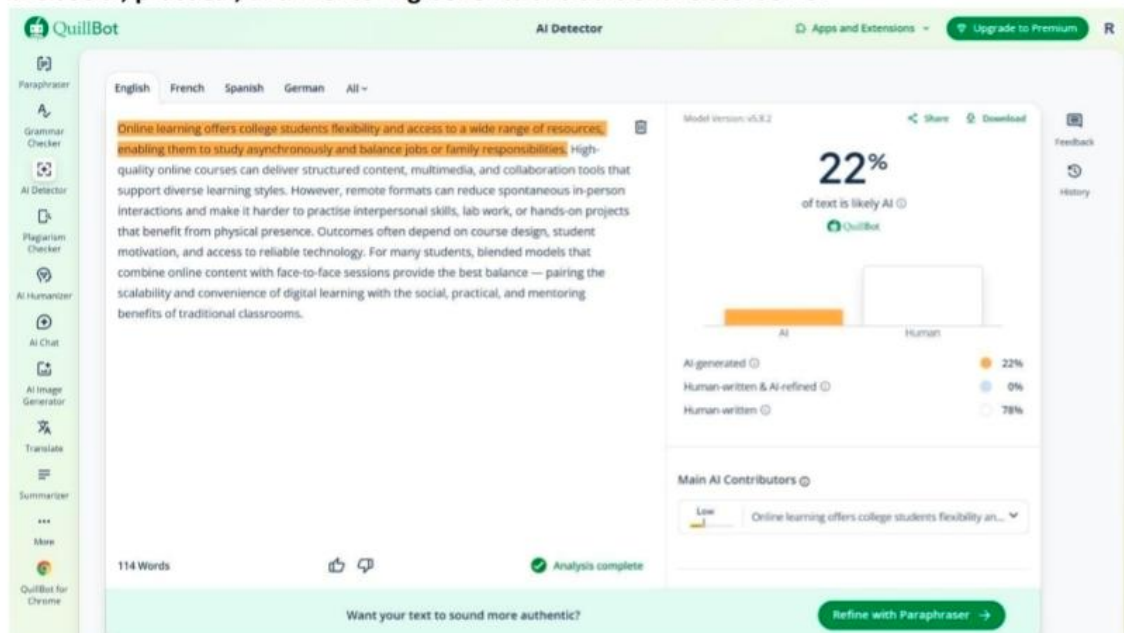 QuillBot
AI Detector
Apps and Extensions
Upgrade to Premium
R
Paraphraser
Grammar
Checker
AI Detector
Plagiarism
Checker
AI Humanizer
AI Chat
AI Image
Generator
Translate
Summarizer
More
QuillBot for
Chrome
English French Spanish German All
Online learning offers college students flexibility and access to a wide range of resources,
enabling them to study asynchronously and balance jobs or family responsibilities. High-
quality online courses can deliver structured content, multimedia, and collaboration tools that
support diverse learning styles. However, remote formats can reduce spontaneous in-person
interactions and make it harder to practise interpersonal skills, lab work, or hands-on projects
that benefit from physical presence. Outcomes often depend on course design, student
motivation, and access to reliable technology. For many students, blended models that
combine online content with face-to-face sessions provide the best balance — pairing the
scalability and convenience of digital learning with the social, practical, and mentoring
benefits of traditional classrooms.
114 Words
Analysis complete
Model Version: v5.8.2
Share Download
22%
of text is likely AI
QuillBot
AI Human
AI-generated 22%
Human-written & AI-refined 0%
Human-written 78%
Main AI Contributors
Low Online learning offers college students flexibility an...
Feedback
History
Want your text to sound more authentic?
Refine with Paraphraser →